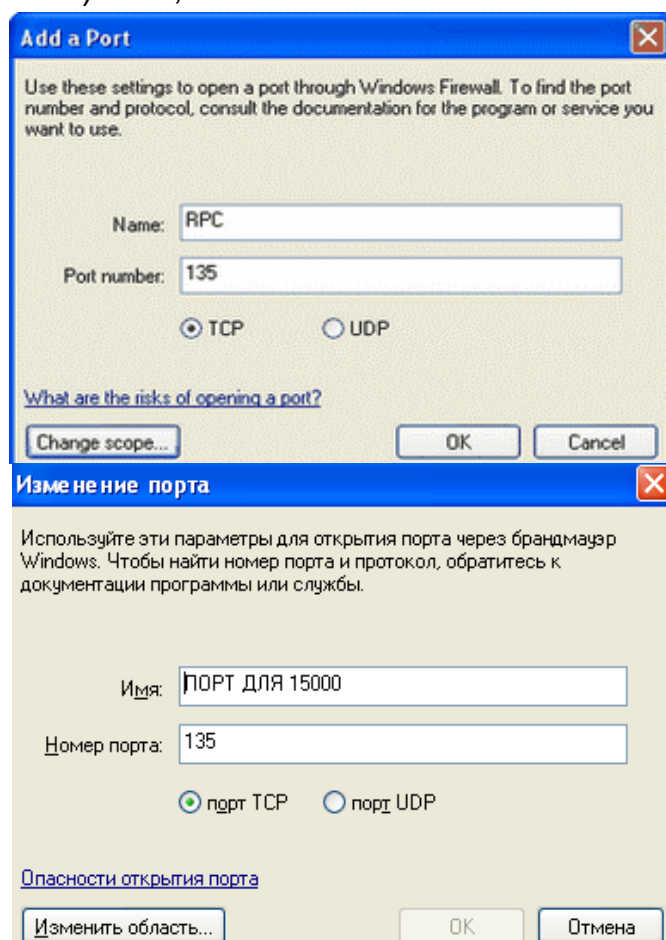 Add a Port
Use these settings to open a port through Windows Firewall. To find the port
number and protocol, consult the documentation for the program or service you
want to use.
Name: RPC
Port number: 135
TCP UDP
What are the risks of opening a port?
Change scope... OK Cancel
Изменение порта
Используйте эти параметры для открытия порта через брандмауэр
Windows. Чтобы найти номер порта и протокол, обратитесь к
документации программы или службы.
Имя: ПОРТ ДЛЯ 15000
Номер порта: 135
порт TCP порт UDP
Опасности открытия порта
Изменить область... OK Отмена